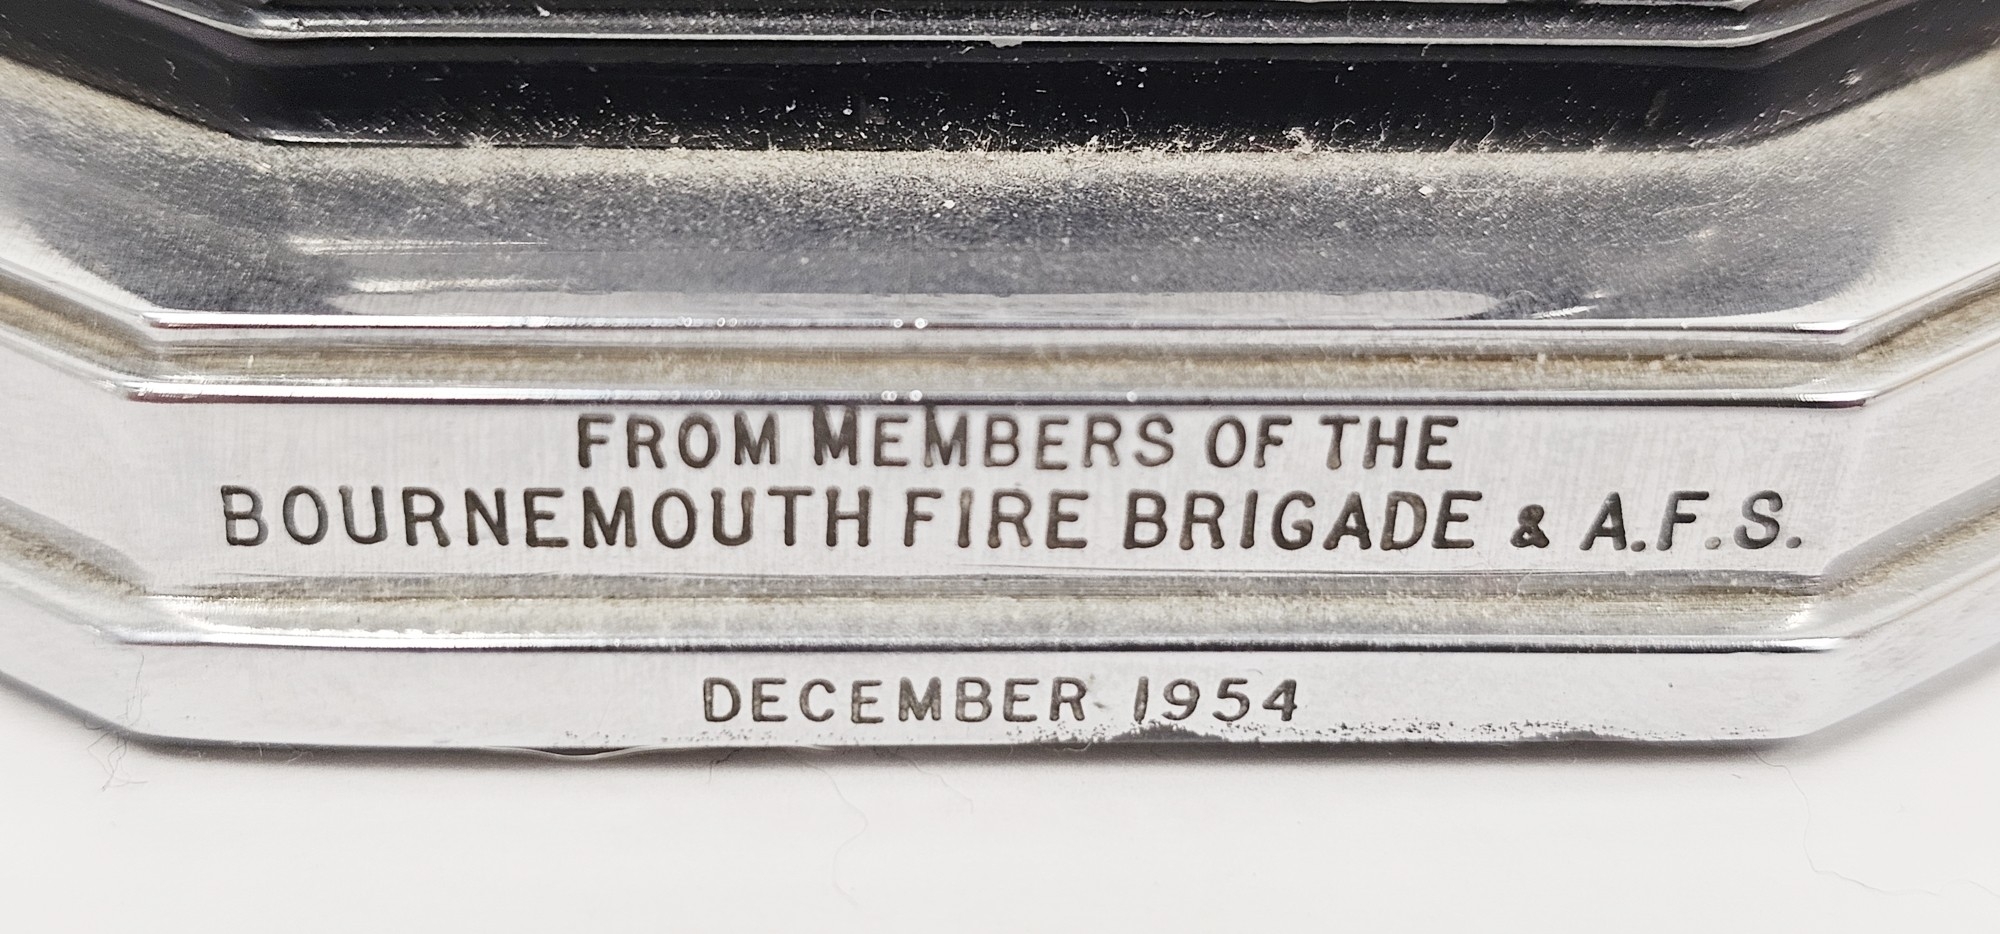 FROM MEMBERS OF THE
BOURNEMOUTH FIRE BRIGADE & A.F.S.
DECEMBER 1954